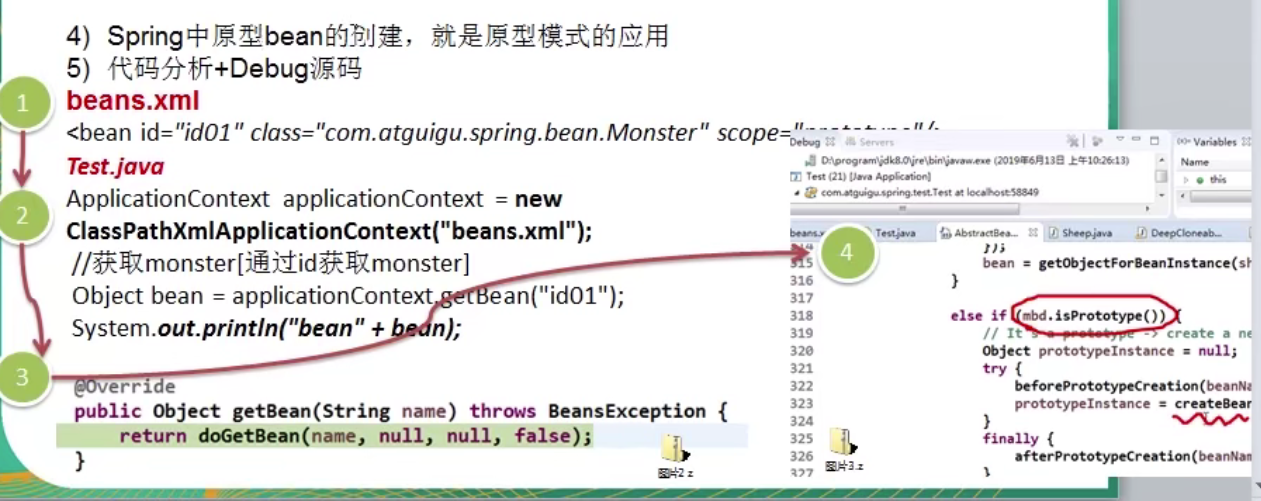 4) Spring中原型bean的创建，就是原型模式的应用
5) 代码分析+Debug源码
1
beans.xml
<bean id="id01" class="com.atguigu.spring.bean.Monster" scope="prototype"/>
Test.java
2
ApplicationContext applicationContext = new
ClassPathXmlApplicationContext("beans.xml");
//获取monster[通过id获取monster]
Object bean = applicationContext.getBean("id01");
System.out.println("bean" + bean);
3
@Override
public Object getBean(String name) throws BeansException {
return doGetBean(name, null, null, false);
}
图片2.z
Debug
Servers
Variables
D:\program\jdk8.0\jre\bin\javaw.exe (2019年6月13日 上午10:26:13)
Name
Test (21) [Java Application]
this
com.atguigu.spring.test.Test at localhost:58849
beans.x
Test.java
AbstractBea...
Sheep.java
DeepCloneab...
4
});
315 bean = getObjectForBeanInstance(sh
316 }
317
318 else if (mbd.isPrototype()) {
319 // It's a prototype -> create a ne
320 Object prototypeInstance = null;
321 try {
322 beforePrototypeCreation(beanNa
323 prototypeInstance = createBean
324 }
325 finally {
326 afterPrototypeCreation(beanNam
327 }
图片3.z